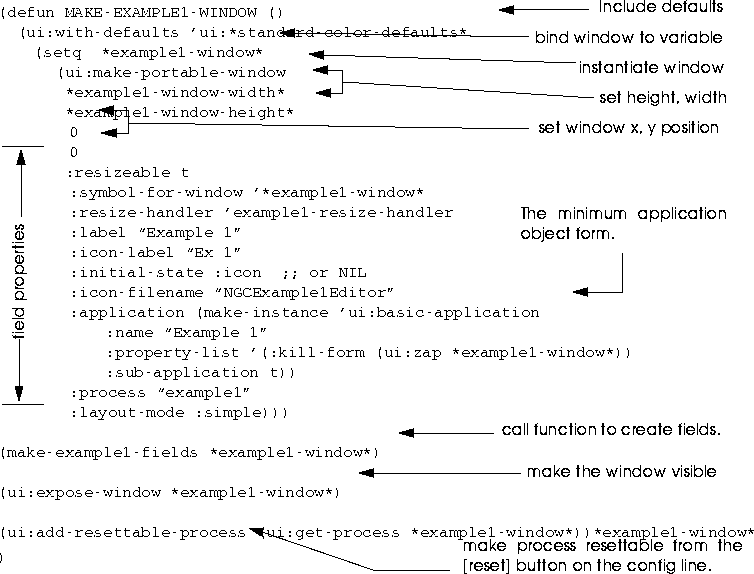 (defun MAKE-EXAMPLE1-WINDOW ()
Include defaults
(ui:with-defaults 'ui:*standard-color-defaults*
bind window to variable
(setq *example1-window*
instantiate window
(ui:make-portable-window
*example1-window-width*
set height, width
*example1-window-height*
0
set window x, y position
0
:resizeable t
:symbol-for-window '*example1-window*
:resize-handler 'example1-resize-handler
The minimum application
:label “Example 1”
object form.
:icon-label “Ex 1”
:initial-state :icon ;; or NIL
:icon-filename “NGCExample1Editor”
:application (make-instance 'ui:basic-application
:name “Example 1”
:property-list '(:kill-form (ui:zap *example1-window*))
:sub-application t))
:process “example1”
:layout-mode :simple)))
field properties
call function to create fields.
(make-example1-fields *example1-window*)
make the window visible
(ui:expose-window *example1-window*)
(ui:add-resettable-process (ui:get-process *example1-window*))*example1-window*
make process resettable from the
)
[reset] button on the config line.